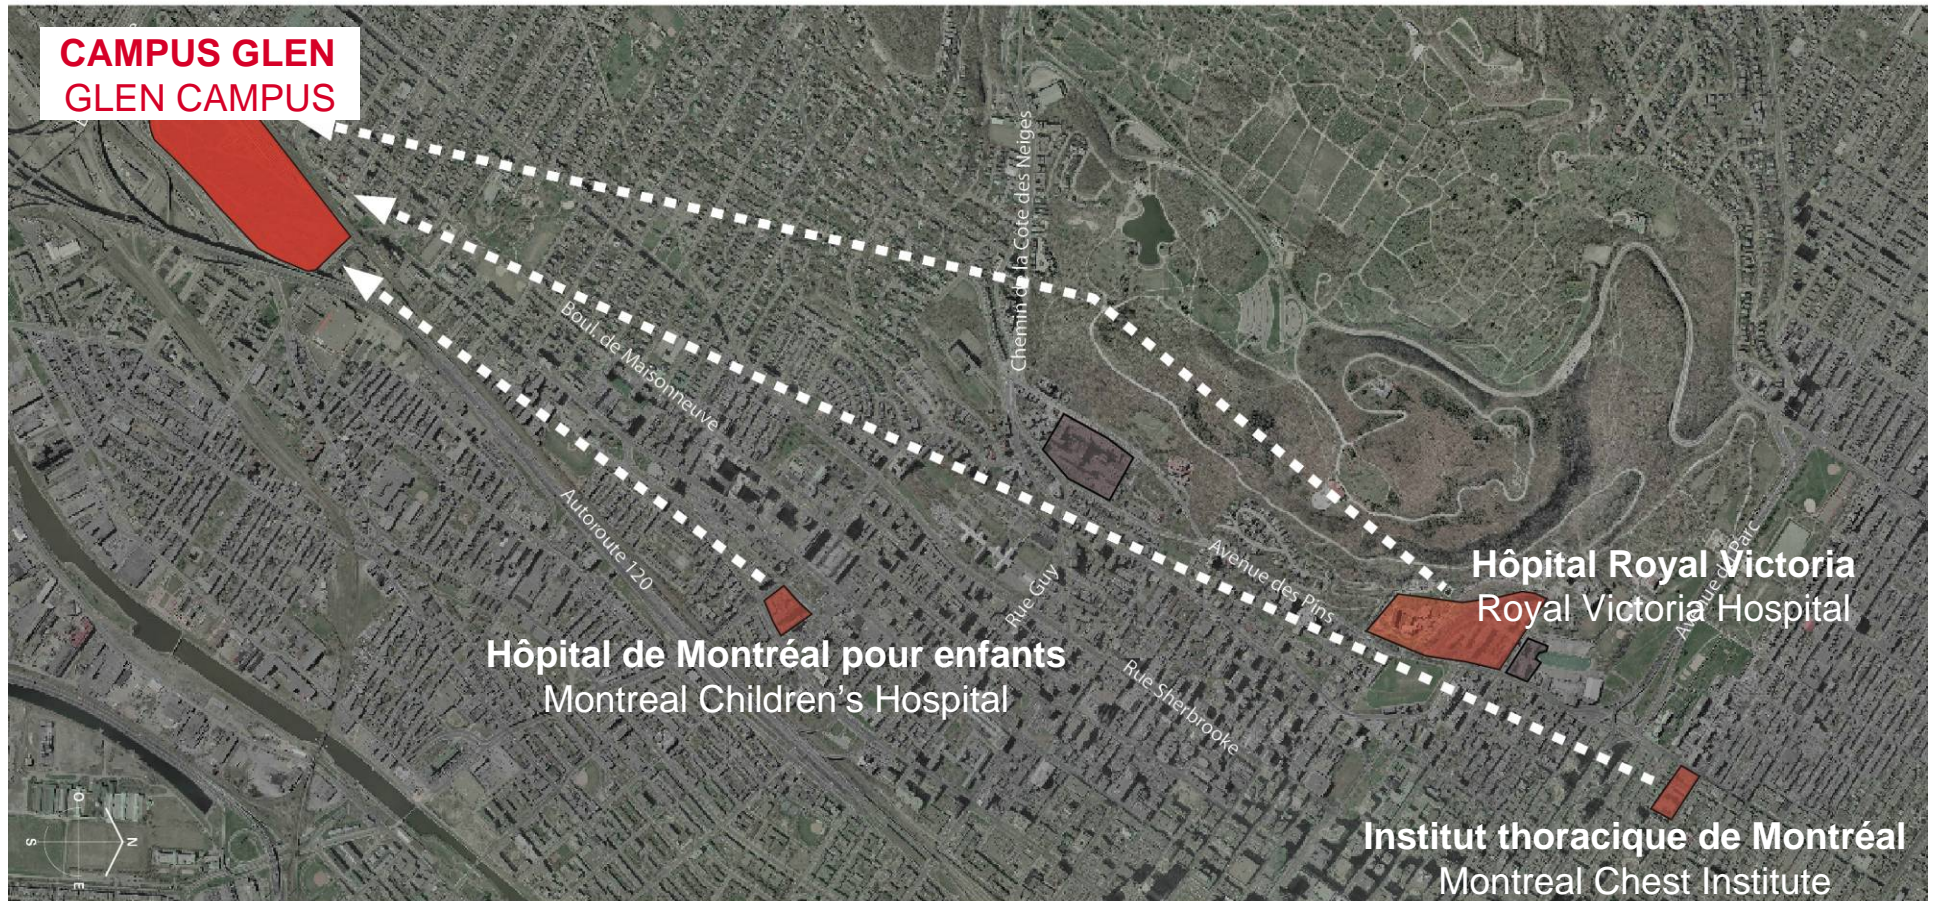 CAMPUS GLEN
GLEN CAMPUS
Chemin de la Cote des Neiges
Boul. de Maisonneuve
Autoroute 120
Avenue des Pins
Rue Guy
Rue Sherbrooke
Avenue du Parc
Hôpital Royal Victoria
Royal Victoria Hospital
Hôpital de Montréal pour enfants
Montreal Children's Hospital
Institut thoracique de Montréal
Montreal Chest Institute
O
S
N
E